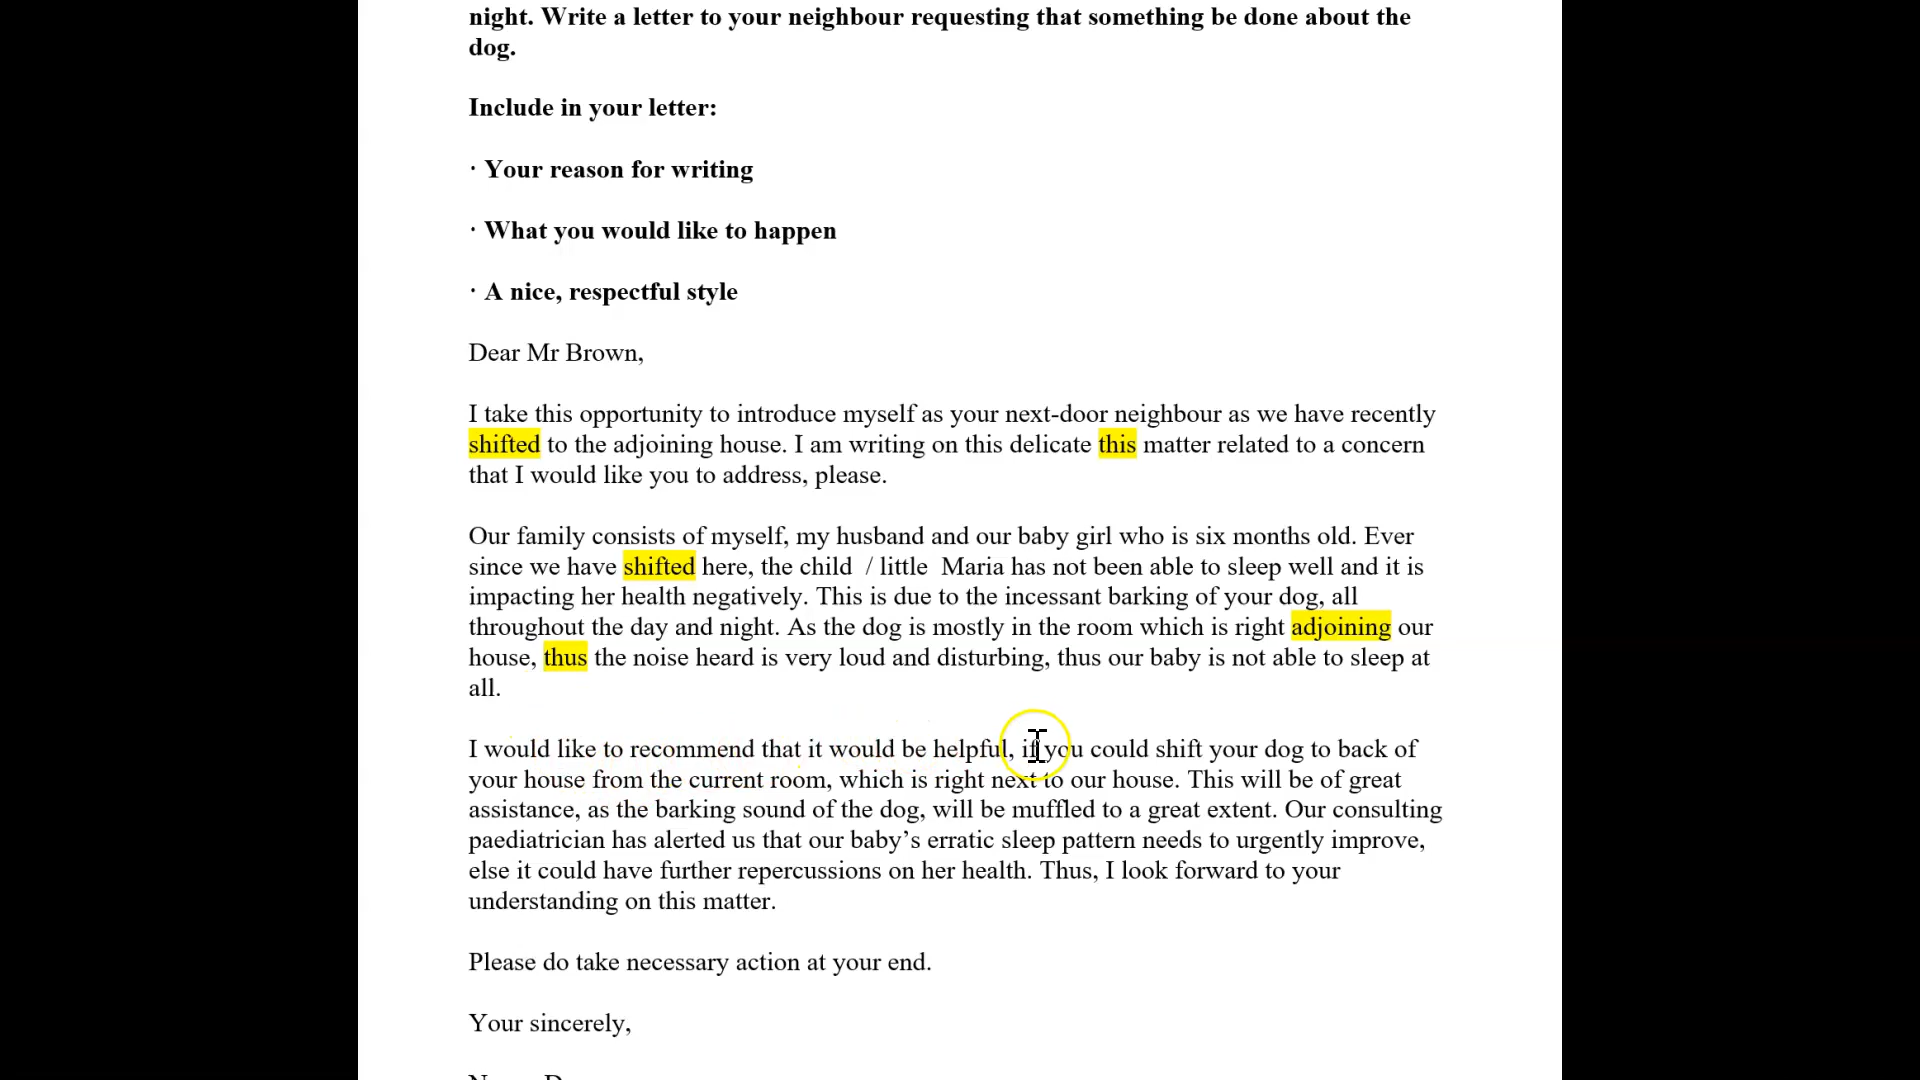 night. Write a letter to your neighbour requesting that something be done about the
dog.
Include in your letter:
· Your reason for writing
· What you would like to happen
· A nice, respectful style
Dear Mr Brown,
I take this opportunity to introduce myself as your next-door neighbour as we have recently
shifted to the adjoining house. I am writing on this delicate this matter related to a concern
that I would like you to address, please.
Our family consists of myself, my husband and our baby girl who is six months old. Ever
since we have shifted here, the child / little Maria has not been able to sleep well and it is
impacting her health negatively. This is due to the incessant barking of your dog, all
throughout the day and night. As the dog is mostly in the room which is right adjoining our
house, thus the noise heard is very loud and disturbing, thus our baby is not able to sleep at
all.
I would like to recommend that it would be helpful, if you could shift your dog to back of
your house from the current room, which is right next to our house. This will be of great
assistance, as the barking sound of the dog, will be muffled to a great extent. Our consulting
paediatrician has alerted us that our baby’s erratic sleep pattern needs to urgently improve,
else it could have further repercussions on her health. Thus, I look forward to your
understanding on this matter.
Please do take necessary action at your end.
Your sincerely,